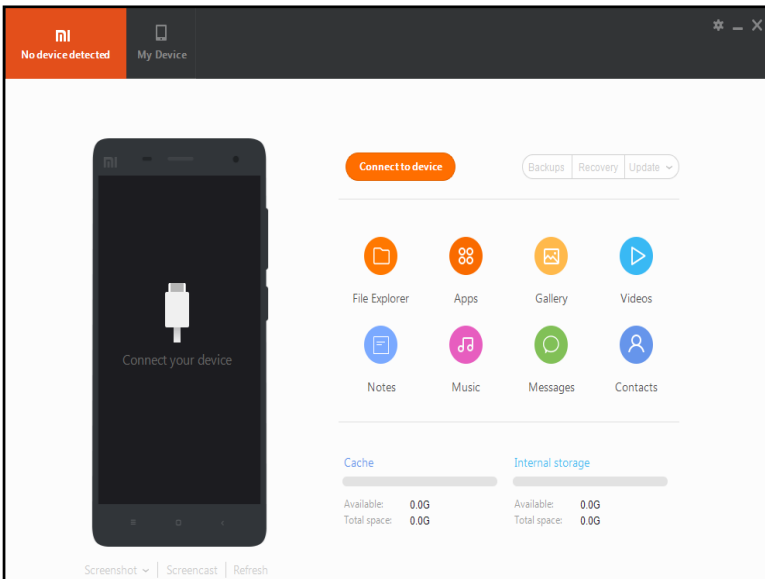 mi
No device detected
My Device
mi
Connect your device
Screenshot
Screencast
Refresh
Connect to device
Backups
Recovery
Update
File Explorer
Apps
Gallery
Videos
Notes
Music
Messages
Contacts
Cache
Available: 0.0G
Total space: 0.0G
Internal storage
Available: 0.0G
Total space: 0.0G